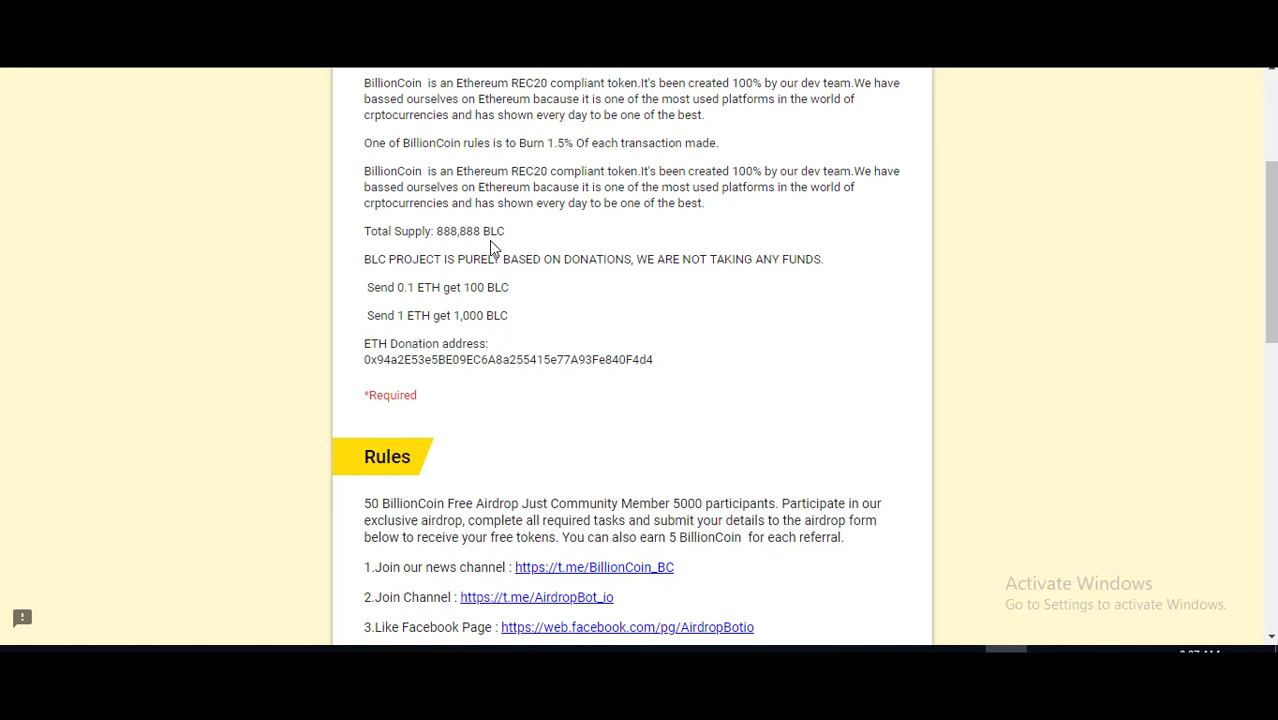 BillionCoin is an Ethereum REC20 compliant token.It's been created 100% by our dev team.We have
bassed ourselves on Ethereum bacause it is one of the most used platforms in the world of
crptocurrencies and has shown every day to be one of the best.
One of BillionCoin rules is to Burn 1.5% Of each transaction made.
BillionCoin is an Ethereum REC20 compliant token.It's been created 100% by our dev team.We have
bassed ourselves on Ethereum bacause it is one of the most used platforms in the world of
crptocurrencies and has shown every day to be one of the best.
Total Supply: 888,888 BLC
BLC PROJECT IS PURELY BASED ON DONATIONS, WE ARE NOT TAKING ANY FUNDS.
Send 0.1 ETH get 100 BLC
Send 1 ETH get 1,000 BLC
ETH Donation address:
0x94a2E53e5BE09EC6A8a255415e77A93Fe840F4d4
*Required
Rules
50 BillionCoin Free Airdrop Just Community Member 5000 participants. Participate in our
exclusive airdrop, complete all required tasks and submit your details to the airdrop form
below to receive your free tokens. You can also earn 5 BillionCoin for each referral.
1.Join our news channel : https://t.me/BillionCoin_BC
2.Join Channel : https://t.me/AirdropBot_io
3.Like Facebook Page : https://web.facebook.com/pg/AirdropBotio
Activate Windows
Go to Settings to activate Windows.